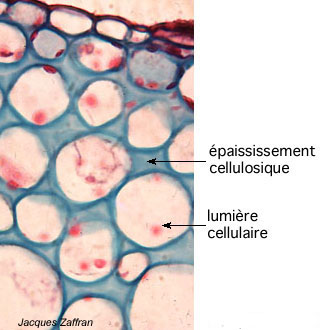 épaississement
cellulosique
lumière
cellulaire
Jacques Zaffran